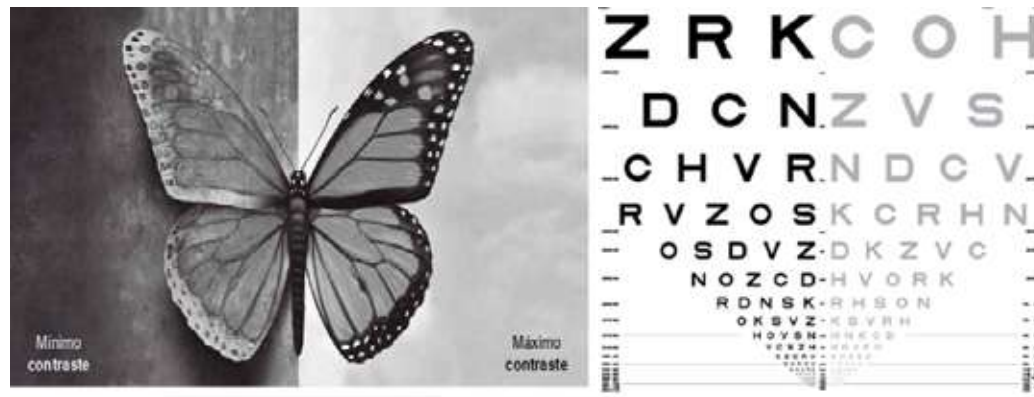 Mínimo
contraste
Máximo
contraste
Z R K C O H
D C N Z V S
C H V R N D C V
R V Z O S K C R H N
O S D V Z D K Z V C
N O Z C D H V O R K
R D N S K R H S O N
O K S V Z K S V R H
H O V S N H N K C D